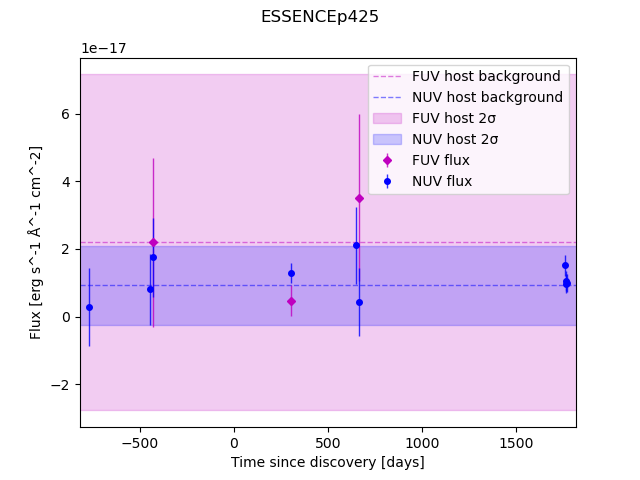 ESSENCEp425
1e−17
FUV host background
NUV host background
FUV host 2σ
NUV host 2σ
FUV flux
NUV flux
6
4
2
0
−2
Flux [erg s^-1 Å^-1 cm^-2]
−500
0
500
1000
1500
Time since discovery [days]